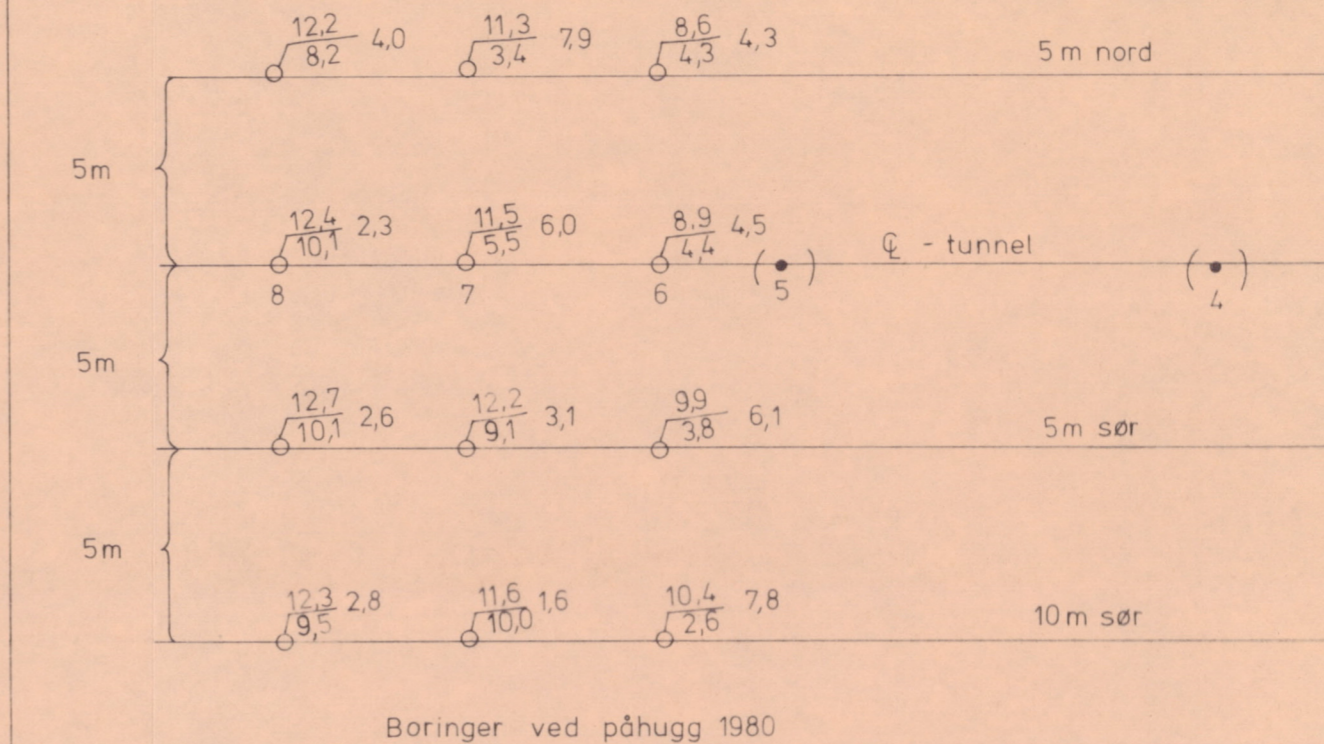 12,2 4,0 11,3 7,9 8,6 4,3 5 m nord
8,2 3,4 4,3
5 m
12,4 2,3 11,5 6,0 8,9 4,5 ℄ - tunnel
10,1 5,5 4,4
8 7 6 ( • ) 5 ( • ) 4
5 m
12,7 2,6 12,2 3,1 9,9 6,1 5 m sør
10,1 9,1 3,8
5 m
12,3 2,8 11,6 1,6 10,4 7,8 10 m sør
9,5 10,0 2,6
Boringer ved påhugg 1980